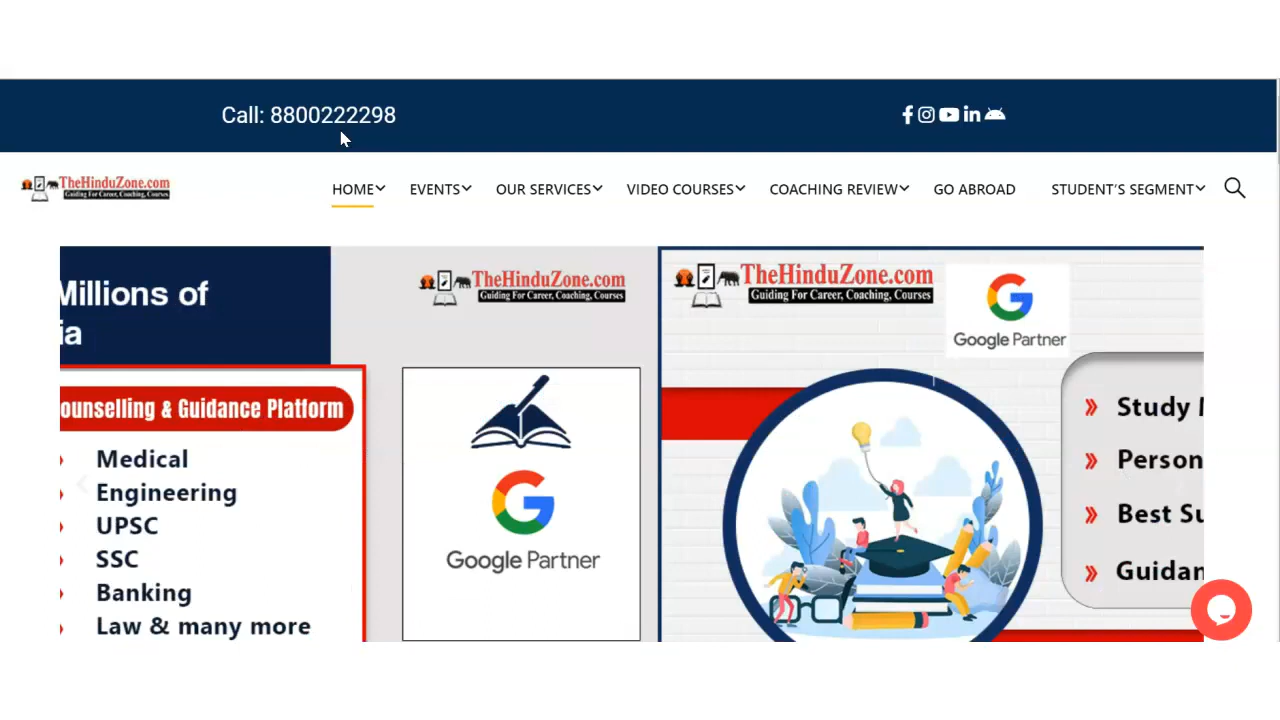 Call: 8800222298
TheHinduZone.com
Guiding For Career, Coaching, Courses
HOME EVENTS OUR SERVICES VIDEO COURSES COACHING REVIEW GO ABROAD STUDENT'S SEGMENT
Millions of
ia
ounselling & Guidance Platform
Medical
Engineering
UPSC
SSC
Banking
Law & many more
TheHinduZone.com
Guiding For Career, Coaching, Courses
Google Partner
TheHinduZone.com
Guiding For Career, Coaching, Courses
Google Partner
Study
Person
Best Su
Guidan